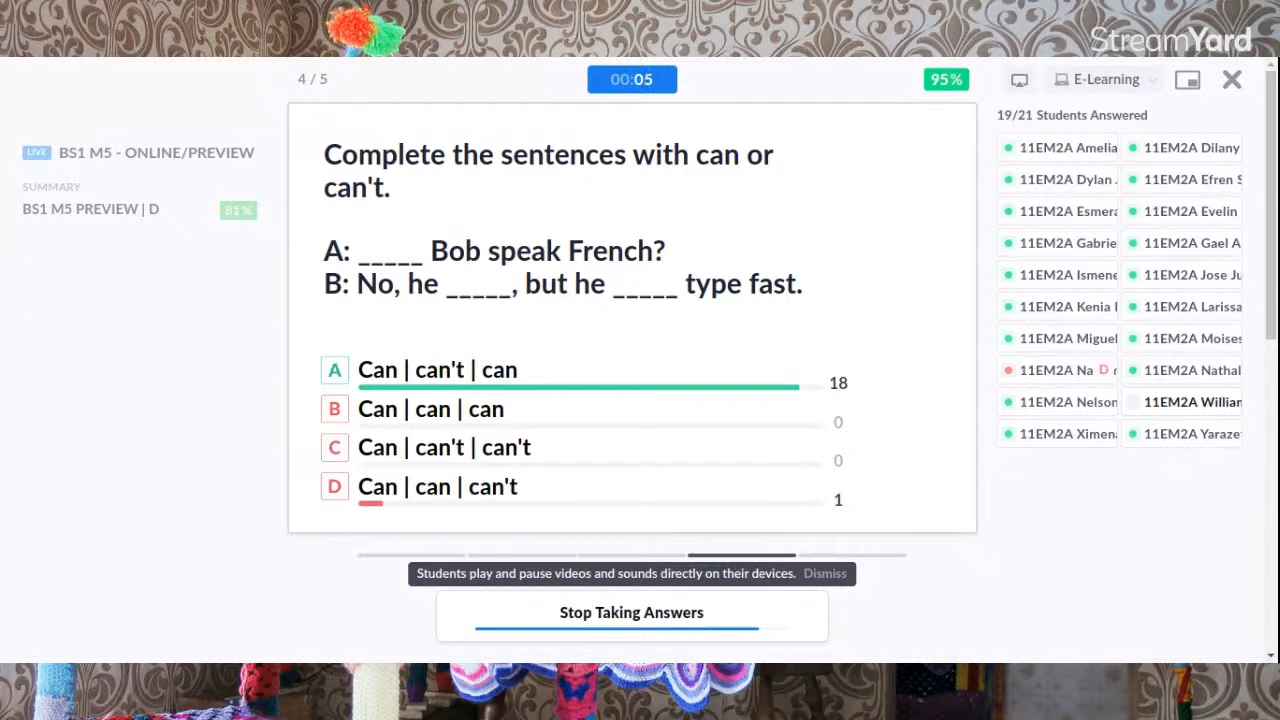 StreamYard
4 / 5
00:05
95%
E-Learning
19/21 Students Answered
LIVE BS1 M5 - ONLINE/PREVIEW
SUMMARY
BS1 M5 PREVIEW | D 81%
Complete the sentences with can or
can't.
A: _____ Bob speak French?
B: No, he _____, but he _____ type fast.
A Can | can't | can 18
B Can | can | can 0
C Can | can't | can't 0
D Can | can | can't 1
Students play and pause videos and sounds directly on their devices. Dismiss
Stop Taking Answers
11EM2A Amelia 11EM2A Dilany
11EM2A Dylan 11EM2A Efren S
11EM2A Esmera 11EM2A Evelin
11EM2A Gabrie 11EM2A Gael A
11EM2A Ismene 11EM2A Jose Ju
11EM2A Kenia 11EM2A Larissa
11EM2A Miguel 11EM2A Moises
11EM2A Na D 11EM2A Nathal
11EM2A Nelson 11EM2A William
11EM2A Ximena 11EM2A Yaraze